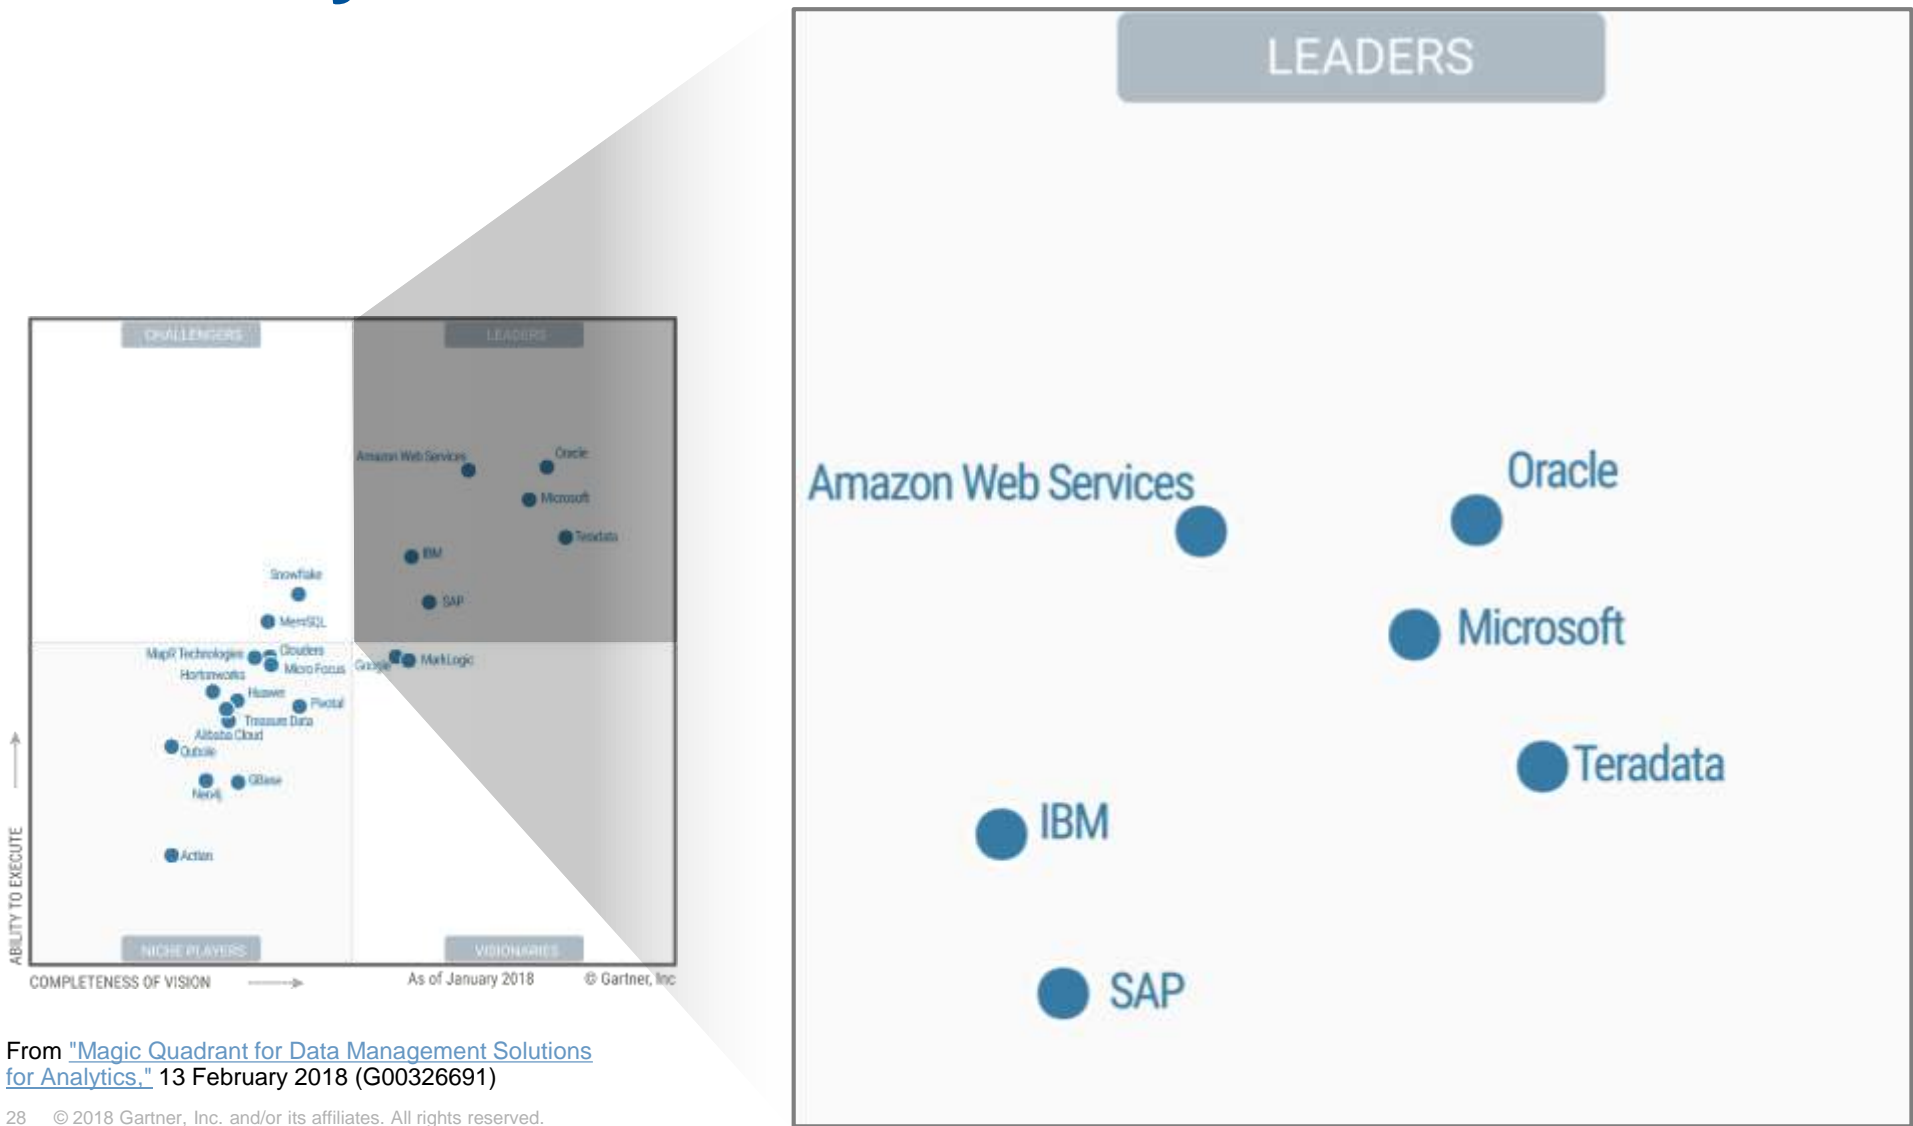 LEADERS
Amazon Web Services
Oracle
Microsoft
Teradata
IBM
SAP
CHALLENGERS
LEADERS
Amazon Web Services
Oracle
Microsoft
Teradata
IBM
SAP
Snowflake
MemSQL
MapR Technologies
Cloudera
Micro Focus
Google
MarkLogic
Hortonworks
Huawei
Pivotal
Treasure Data
Alibaba Cloud
Qubole
Neo4j
GBase
Actian
NICHE PLAYERS
VISIONARIES
ABILITY TO EXECUTE
COMPLETENESS OF VISION
As of January 2018
© Gartner, Inc
From "Magic Quadrant for Data Management Solutions
for Analytics," 13 February 2018 (G00326691)
28 © 2018 Gartner, Inc. and/or its affiliates. All rights reserved.